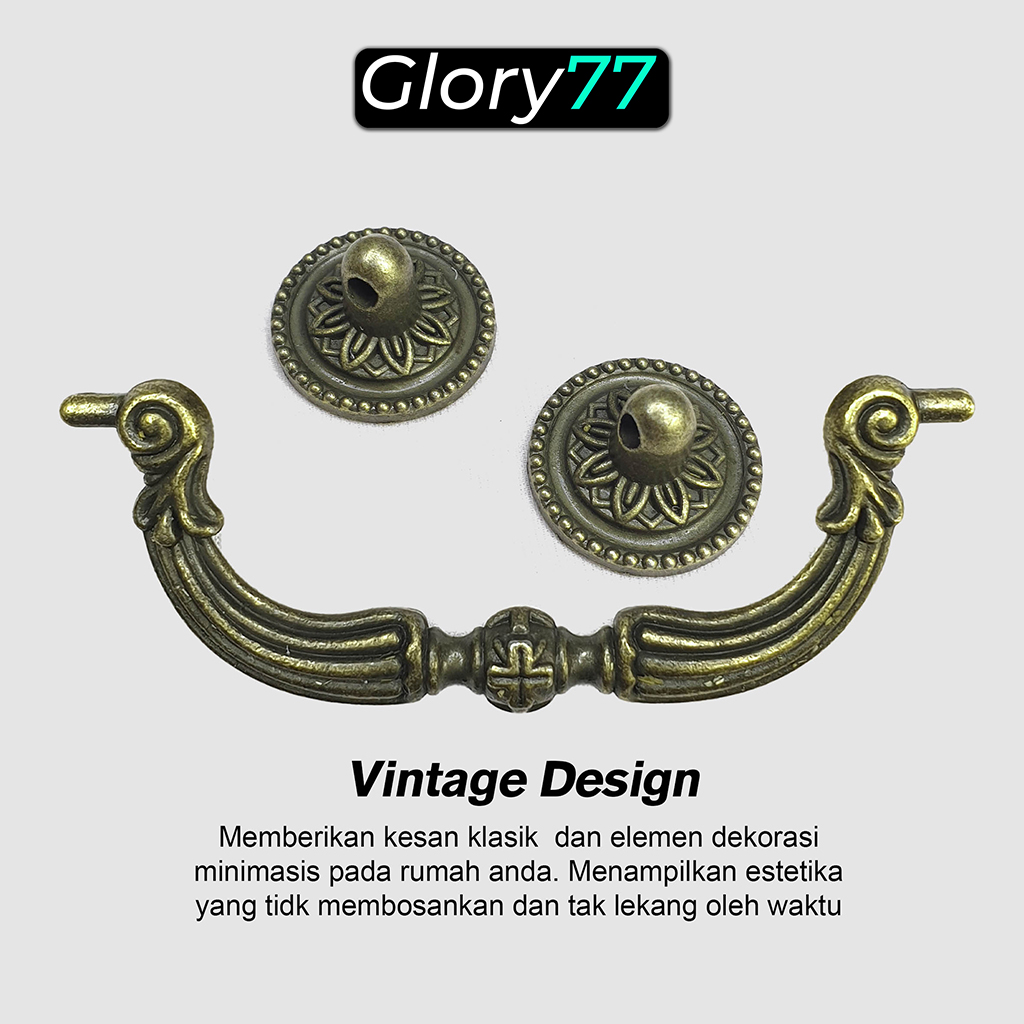 Glory77
Vintage Design
Memberikan kesan klasik  dan elemen dekorasi
minimasis pada rumah anda. Menampilkan estetika
yang tidk membosankan dan tak lekang oleh waktu